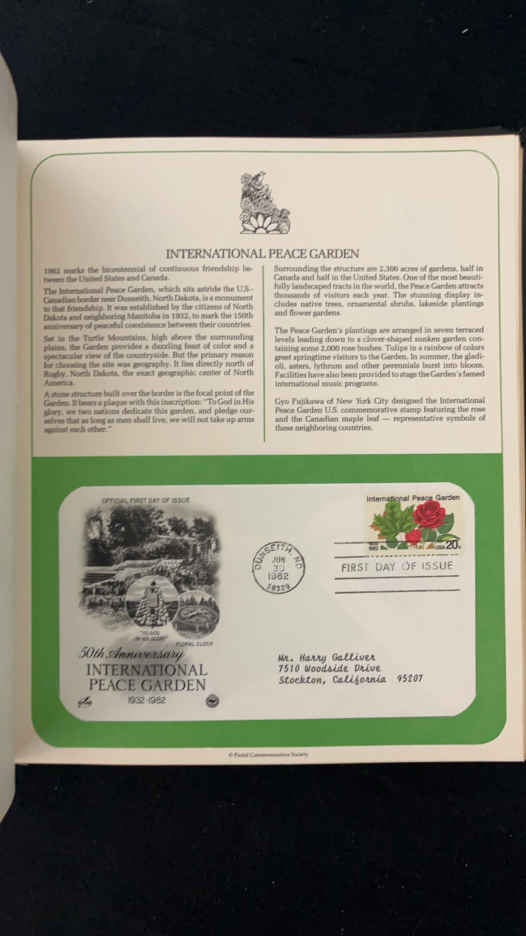 INTERNATIONAL PEACE GARDEN
1982 marks the bicentennial of continuous friendship be-
tween the United States and Canada.
The International Peace Garden, which sits astride the U.S.-
Canadian border near Dunseith, North Dakota, is a monument
to that friendship. It was established by the citizens of North
Dakota and neighboring Manitoba in 1932, to mark the 150th
anniversary of peaceful coexistence between their countries.
Set in the Turtle Mountains, high above the surrounding
plains, the Garden provides a dazzling feast of color and a
spectacular view of the countryside. But the primary reason
for choosing the site was geography. It lies directly north of
Rugby, North Dakota, the exact geographic center of North
America.
A stone structure built over the border is the focal point of the
Garden. It bears a plaque with this inscription: "To God in His
glory, we two nations dedicate this garden, and pledge our-
selves that as long as men shall live, we will not take up arms
against each other."
Surrounding the structure are 2,300 acres of gardens, half in
Canada and half in the United States. One of the most beauti-
fully landscaped tracts in the world, the Peace Garden attracts
thousands of visitors each year. The stunning display in-
cludes native trees, ornamental shrubs, lakeside plantings
and flower gardens.
The Peace Garden's plantings are arranged in seven terraced
levels leading down to a clover-shaped sunken garden con-
taining some 2,000 rose bushes. Tulips in a rainbow of colors
greet springtime visitors to the Garden. In summer, the gladi-
oli, asters, lythrum and other perennials burst into bloom.
Facilities have also been provided to stage the Garden's famed
international music programs.
Gyo Fujikawa of New York City designed the International
Peace Garden U.S. commemorative stamp featuring the rose
and the Canadian maple leaf — representative symbols of
these neighboring countries.
OFFICIAL FIRST DAY OF ISSUE
International Peace Garden
1982
USA 20c
DUNSEITH, ND
JUN
30
1982
58329
FIRST DAY OF ISSUE
"TO GOD
IN HIS GLORY"
FLORAL CLOCK
50th Anniversary
INTERNATIONAL
PEACE GARDEN
1932-1982
Mr. Harry Galliver
7510 Woodside Drive
Stockton, California 95207
© Postal Commemorative Society